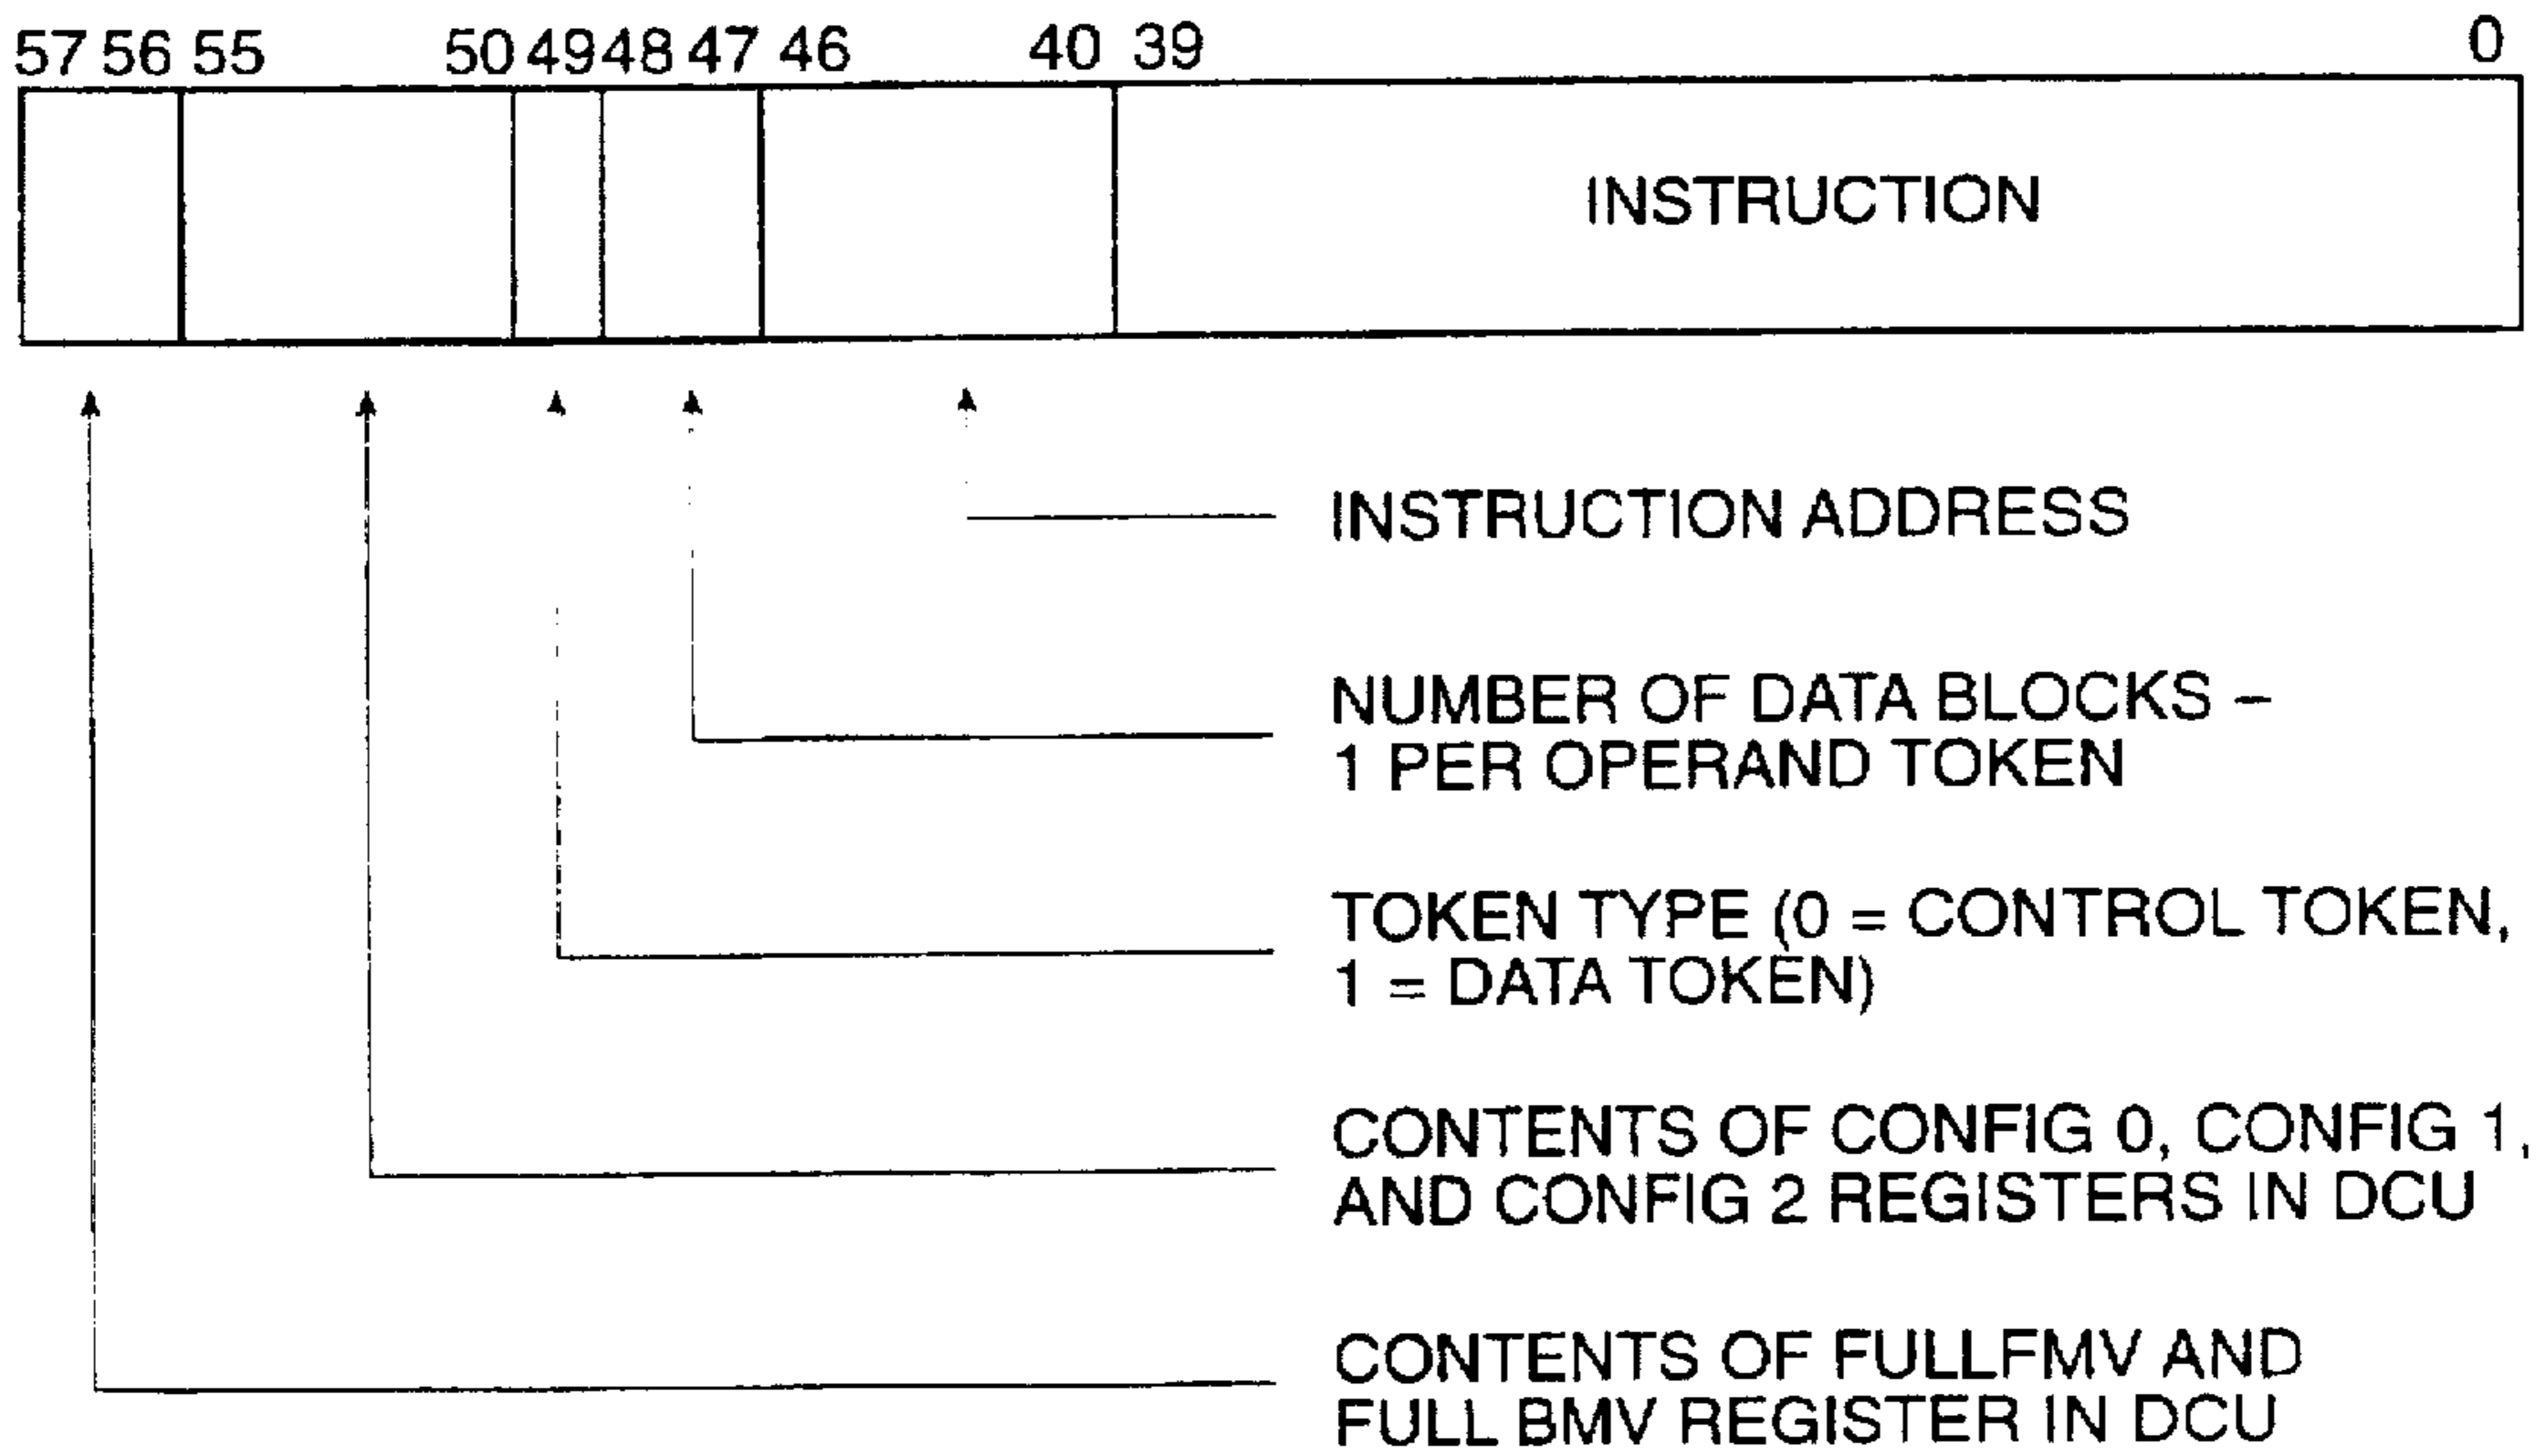 57 56 55 50 49 48 47 46 40 39 0
INSTRUCTION
INSTRUCTION ADDRESS
NUMBER OF DATA BLOCKS –
1 PER OPERAND TOKEN
TOKEN TYPE (0 = CONTROL TOKEN,
1 = DATA TOKEN)
CONTENTS OF CONFIG 0, CONFIG 1,
AND CONFIG 2 REGISTERS IN DCU
CONTENTS OF FULLFMV AND
FULL BMV REGISTER IN DCU